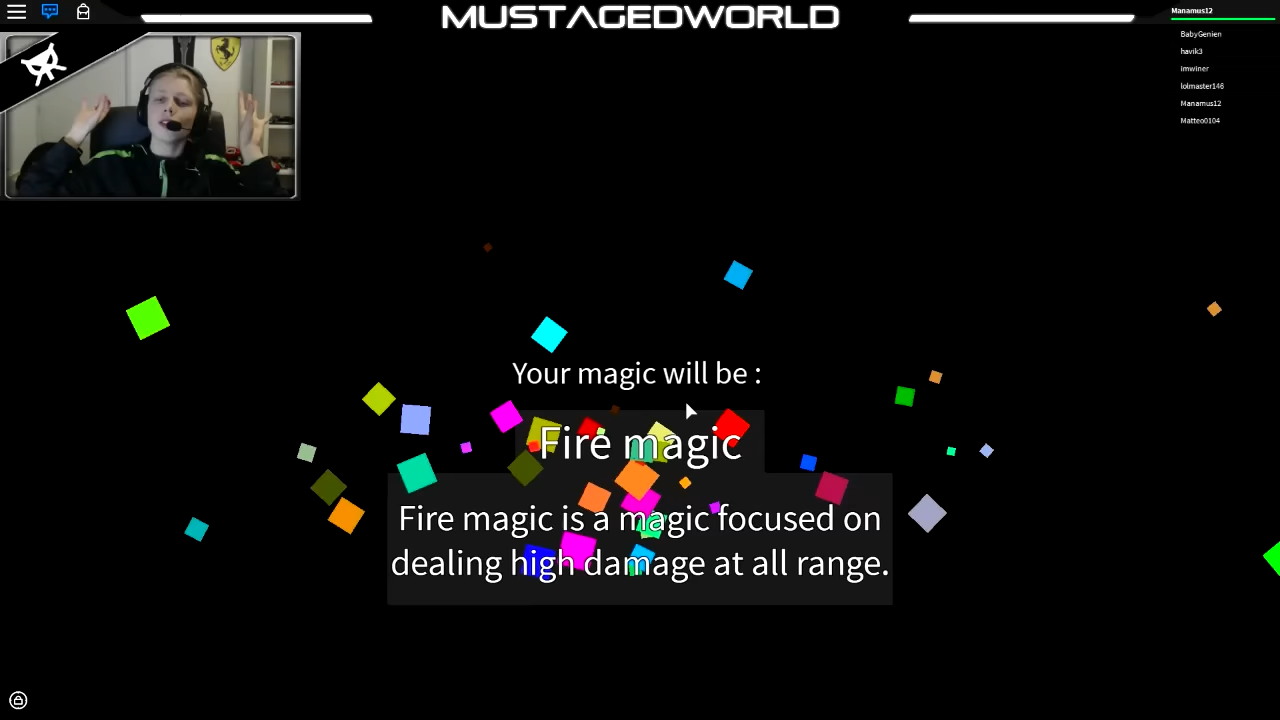 MUSTAGEDWORLD
Manamus12
BabyGenien
havik3
imwiner
lolmaster146
Manamus12
Matteo0104
Your magic will be :
Fire magic
Fire magic is a magic focused on
dealing high damage at all range.